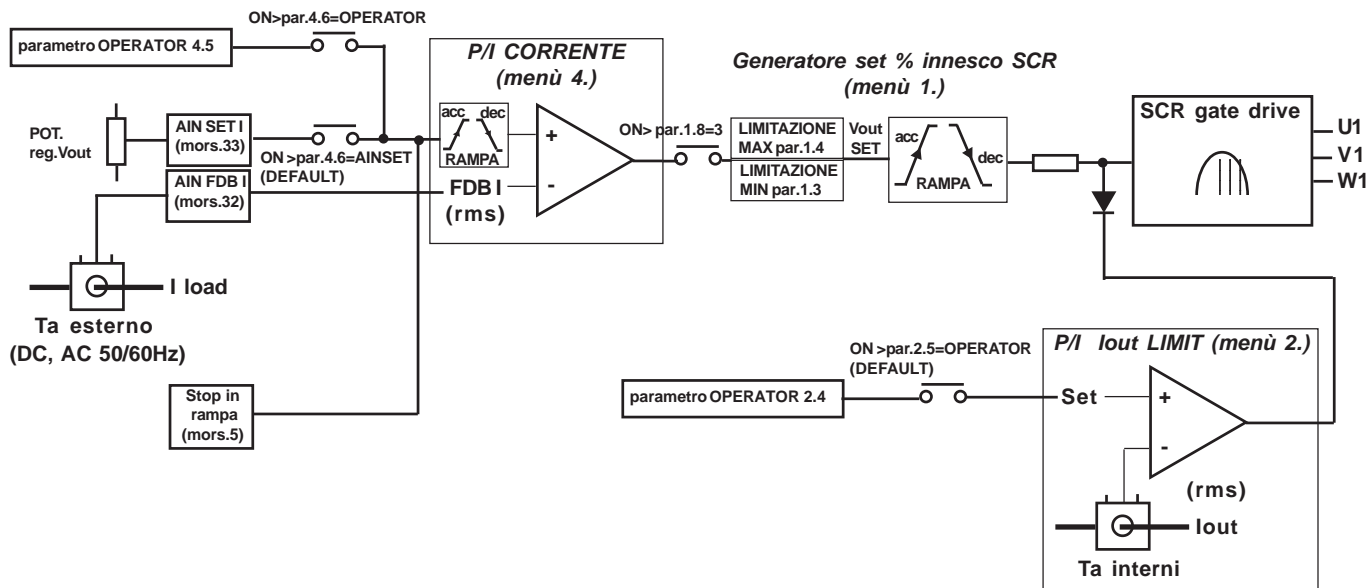 ON>par.4.6=OPERATOR
parametro OPERATOR 4.5
P/I CORRENTE
(menù 4.)
Generatore set % innesco SCR
(menù 1.)
POT.
reg.Vout
AIN SET I
(mors.33)
ON >par.4.6=AINSET
(DEFAULT)
AIN FDB I
(mors.32)
acc dec
RAMPA
+
-
FDB I
(rms)
ON> par.1.8=3
LIMITAZIONE
MAX par.1.4
LIMITAZIONE
MIN par.1.3
Vout
SET
acc
dec
RAMPA
SCR gate drive
U1
V1
W1
I load
Ta esterno
(DC, AC 50/60Hz)
Stop in
rampa
(mors.5)
ON >par.2.5=OPERATOR
(DEFAULT)
parametro OPERATOR 2.4
P/I Iout LIMIT (menù 2.)
Set
+
-
(rms)
Iout
Ta interni